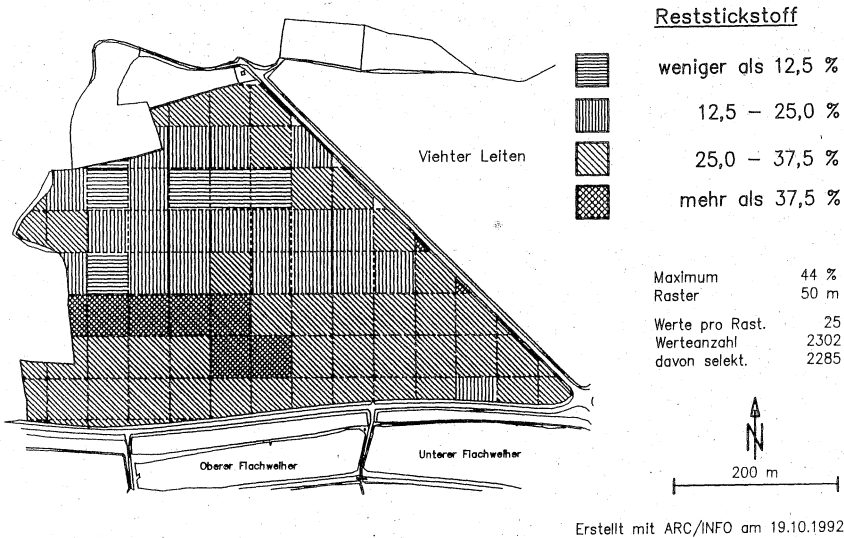 Reststickstoff
weniger als 12,5 %
12,5 – 25,0 %
25,0 – 37,5 %
mehr als 37,5 %
Viehter Leiten
Maximum 44 %
Raster 50 m
Werte pro Rast. 25
Werteanzahl 2302
davon selekt. 2285
N
200 m
Oberer Flachweiher
Unterer Flachweiher
Erstellt mit ARC/INFO am 19.10.1992